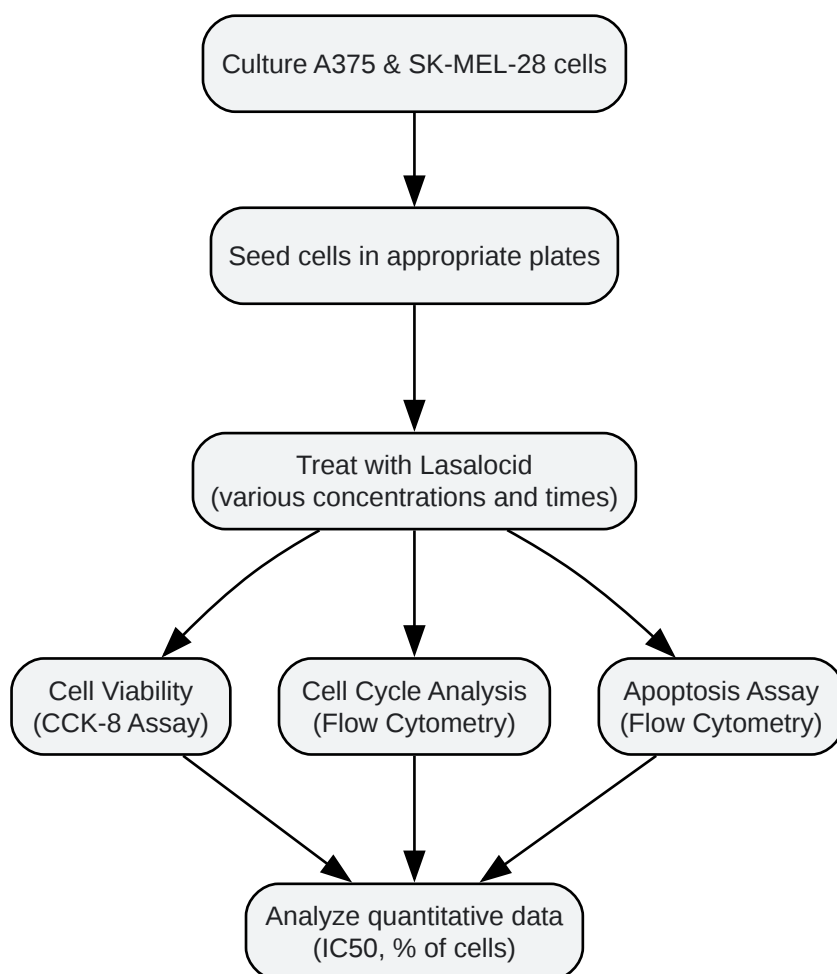 Culture A375 & SK-MEL-28 cells
Seed cells in appropriate plates
Treat with Lasalocid
(various concentrations and times)
Cell Viability
(CCK-8 Assay)
Cell Cycle Analysis
(Flow Cytometry)
Apoptosis Assay
(Flow Cytometry)
Analyze quantitative data
(IC50, % of cells)